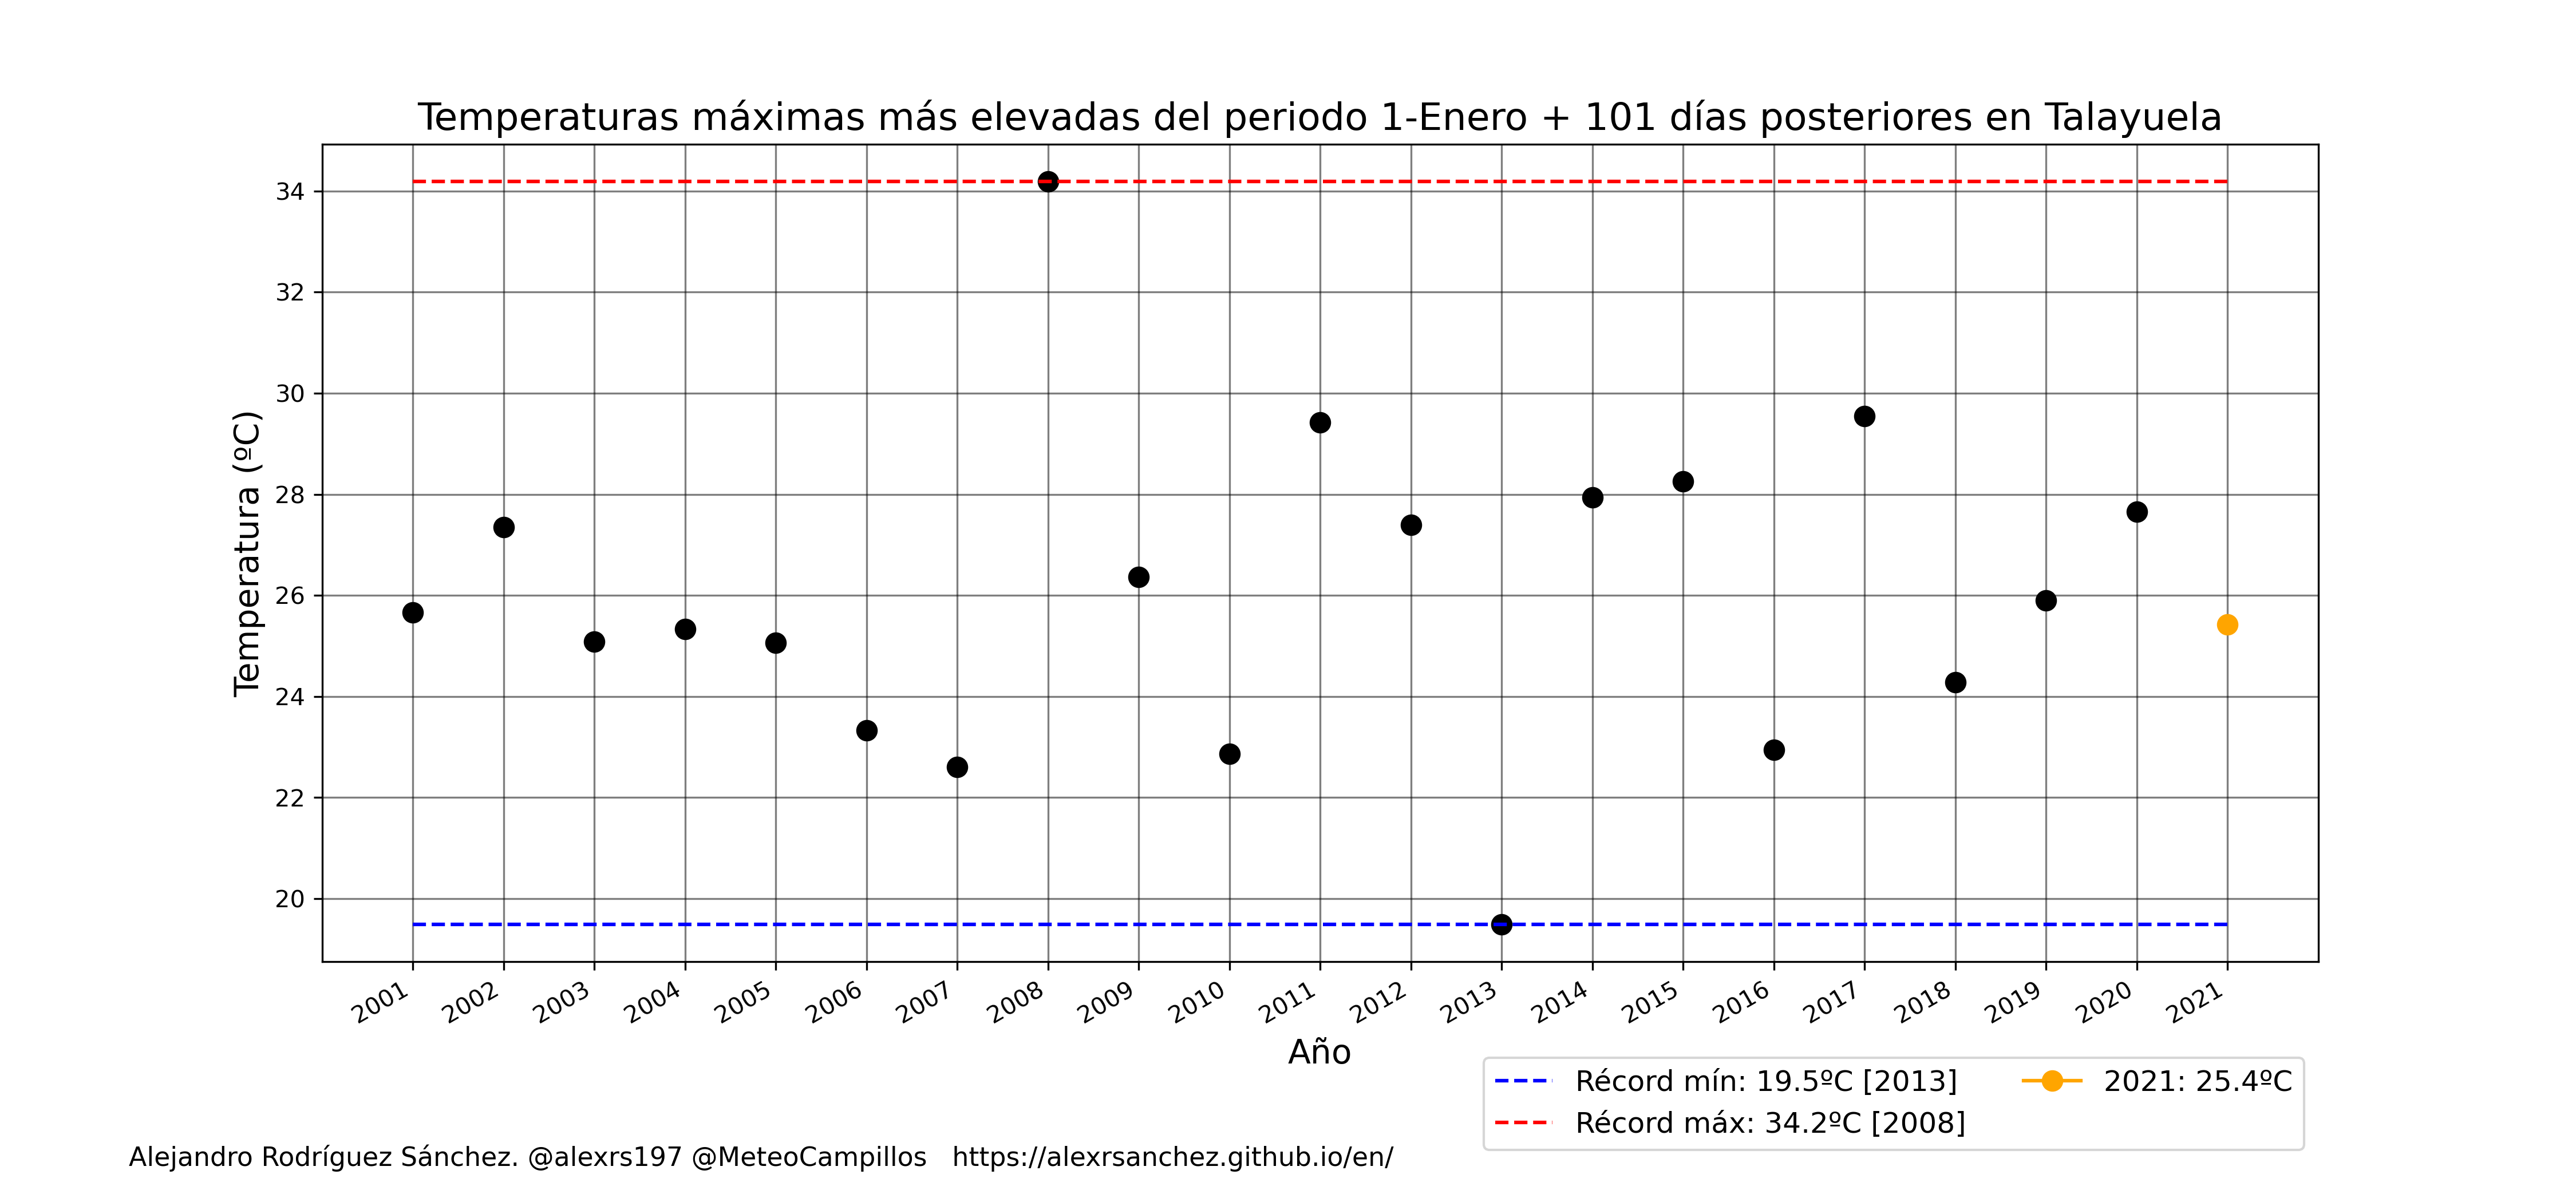 Temperaturas máximas más elevadas del periodo 1-Enero + 101 días posteriores en Talayuela
Temperatura (ºC)
34
32
30
28
26
24
22
20
2001 2002 2003 2004 2005 2006 2007 2008 2009 2010 2011 2012 2013 2014 2015 2016 2017 2018 2019 2020 2021
Año
Récord mín: 19.5ºC [2013]
Récord máx: 34.2ºC [2008]
2021: 25.4ºC
Alejandro Rodríguez Sánchez. @alexrs197 @MeteoCampillos https://alexrsanchez.github.io/en/